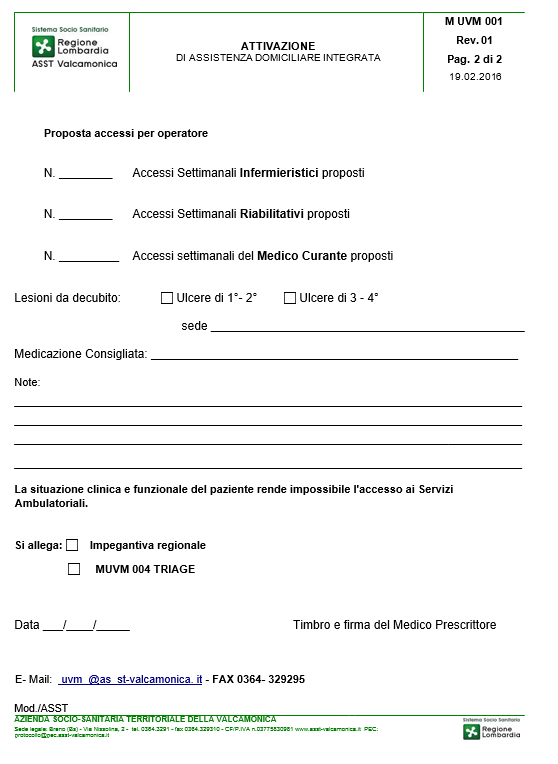 Sistema Socio Sanitario
Regione
Lombardia
ASST Valcamonica
ATTIVAZIONE
DI ASSISTENZA DOMICILIARE INTEGRATA
M UVM 001
Rev. 01
Pag. 2 di 2
19.02.2016
Proposta accessi per operatore
N. ________ Accessi Settimanali Infermieristici proposti
N. ________ Accessi Settimanali Riabilitativi proposti
N. _________ Accessi settimanali del Medico Curante proposti
Lesioni da decubito: ☐ Ulcere di 1°- 2° ☐ Ulcere di 3 - 4°
sede ________________
Medicazione Consigliata: ________________
Note:
La situazione clinica e funzionale del paziente rende impossibile l'accesso ai Servizi
Ambulatoriali.
Si allega: ☐ Impegantiva regionale
☐ MUVM 004 TRIAGE
Data ___/____/_____ Timbro e firma del Medico Prescrittore
E- Mail: uvm @as st-valcamonica. it - FAX 0364- 329295
Mod./ASST
AZIENDA SOCIO-SANITARIA TERRITORIALE DELLA VALCAMONICA
Sede legale: Breno (Bs) - Via Nissolina, 2 - tel. 0364.3291 - fax 0364.329310 - CF/P.IVA n.03775830981 www.asst-valcamonica.it PEC:
protocollo@pec.asst-valcamonica.it
Sistema Socio Sanitario
Regione
Lombardia